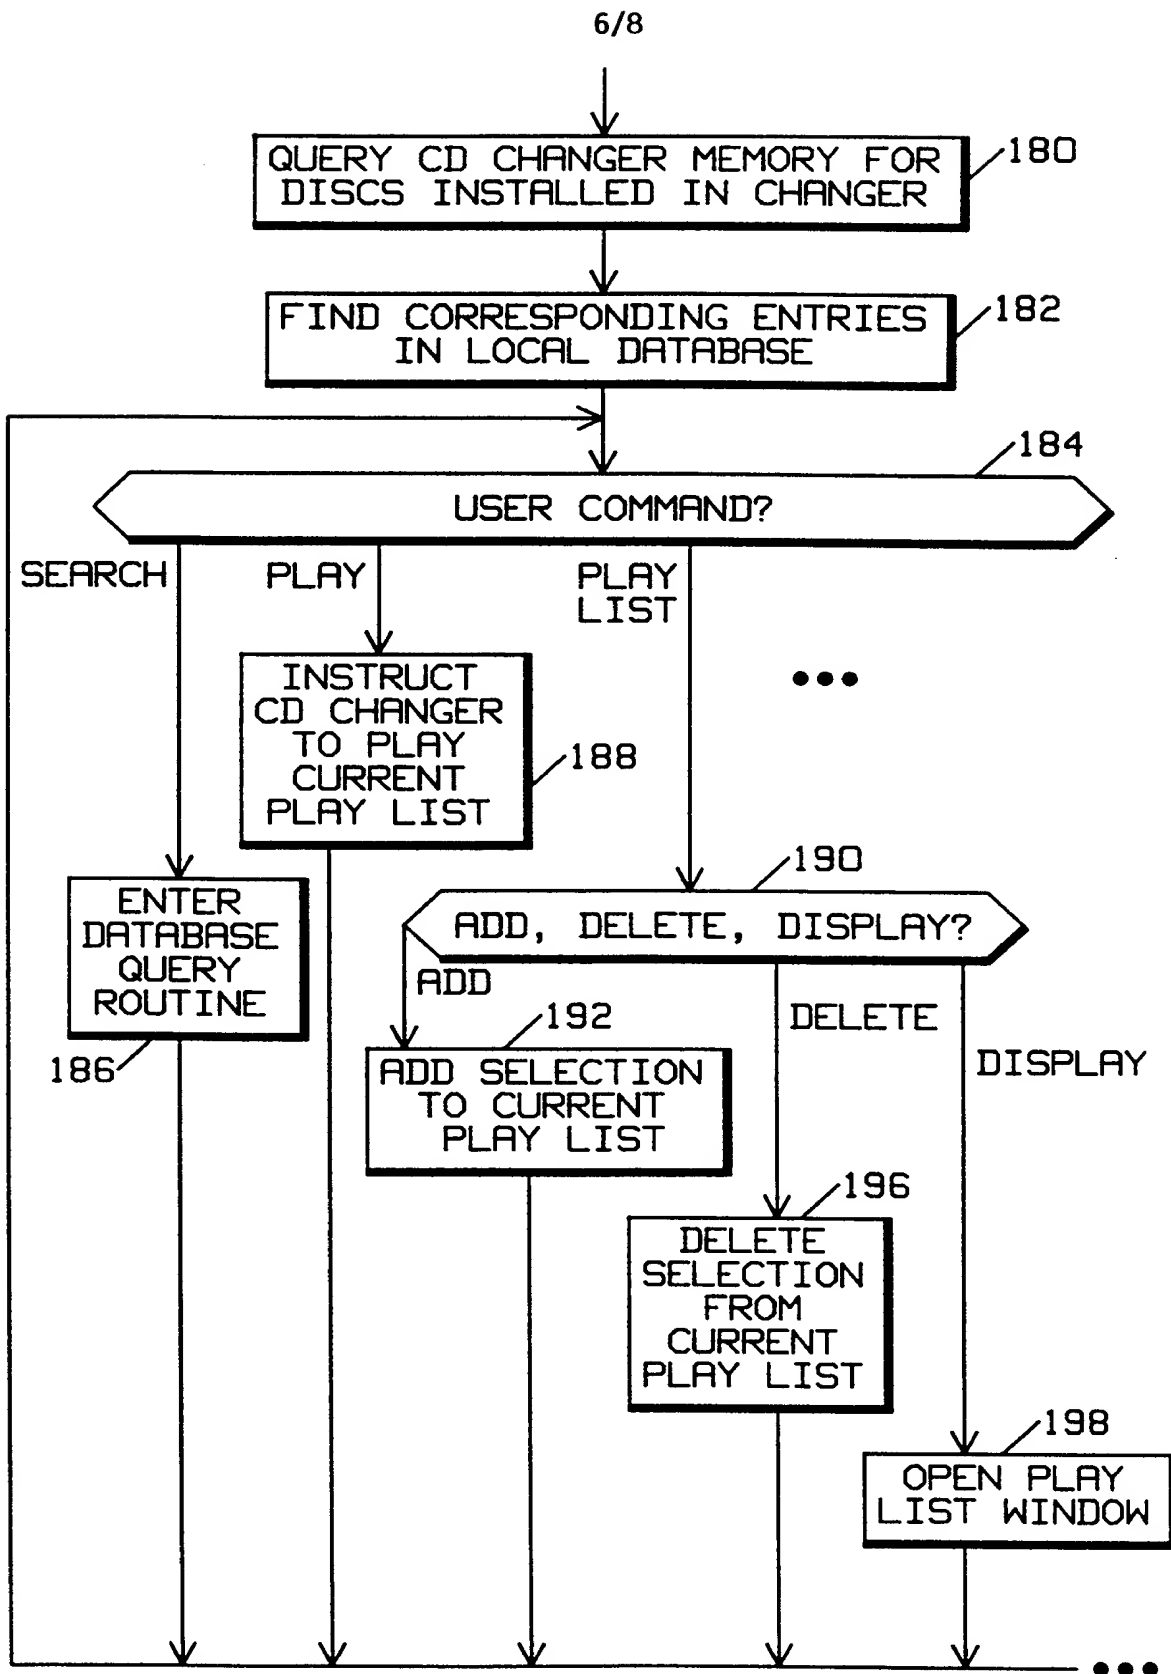 6/8
QUERY CD CHANGER MEMORY FOR
DISCS INSTALLED IN CHANGER
180
FIND CORRESPONDING ENTRIES
IN LOCAL DATABASE
182
184
USER COMMAND?
SEARCH
PLAY
PLAY
LIST
INSTRUCT
CD CHANGER
TO PLAY
CURRENT
PLAY LIST
188
190
ENTER
DATABASE
QUERY
ROUTINE
186
ADD, DELETE, DISPLAY?
ADD
DELETE
DISPLAY
192
ADD SELECTION
TO CURRENT
PLAY LIST
196
DELETE
SELECTION
FROM
CURRENT
PLAY LIST
198
OPEN PLAY
LIST WINDOW